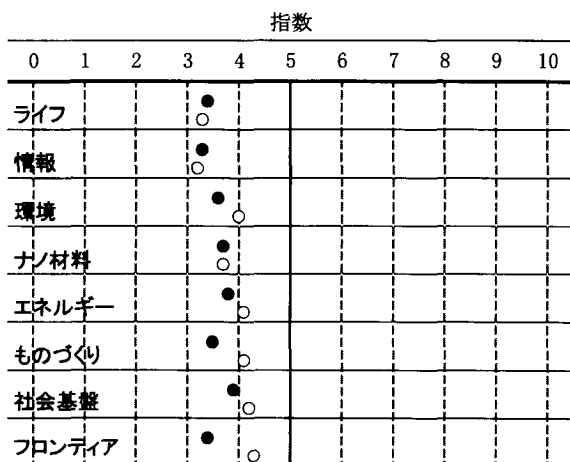 指数
0 1 2 3 4 5 6 7 8 9 10
ライフ
情報
環境
ナノ材料
エネルギー
ものづくり
社会基盤
フロンティア